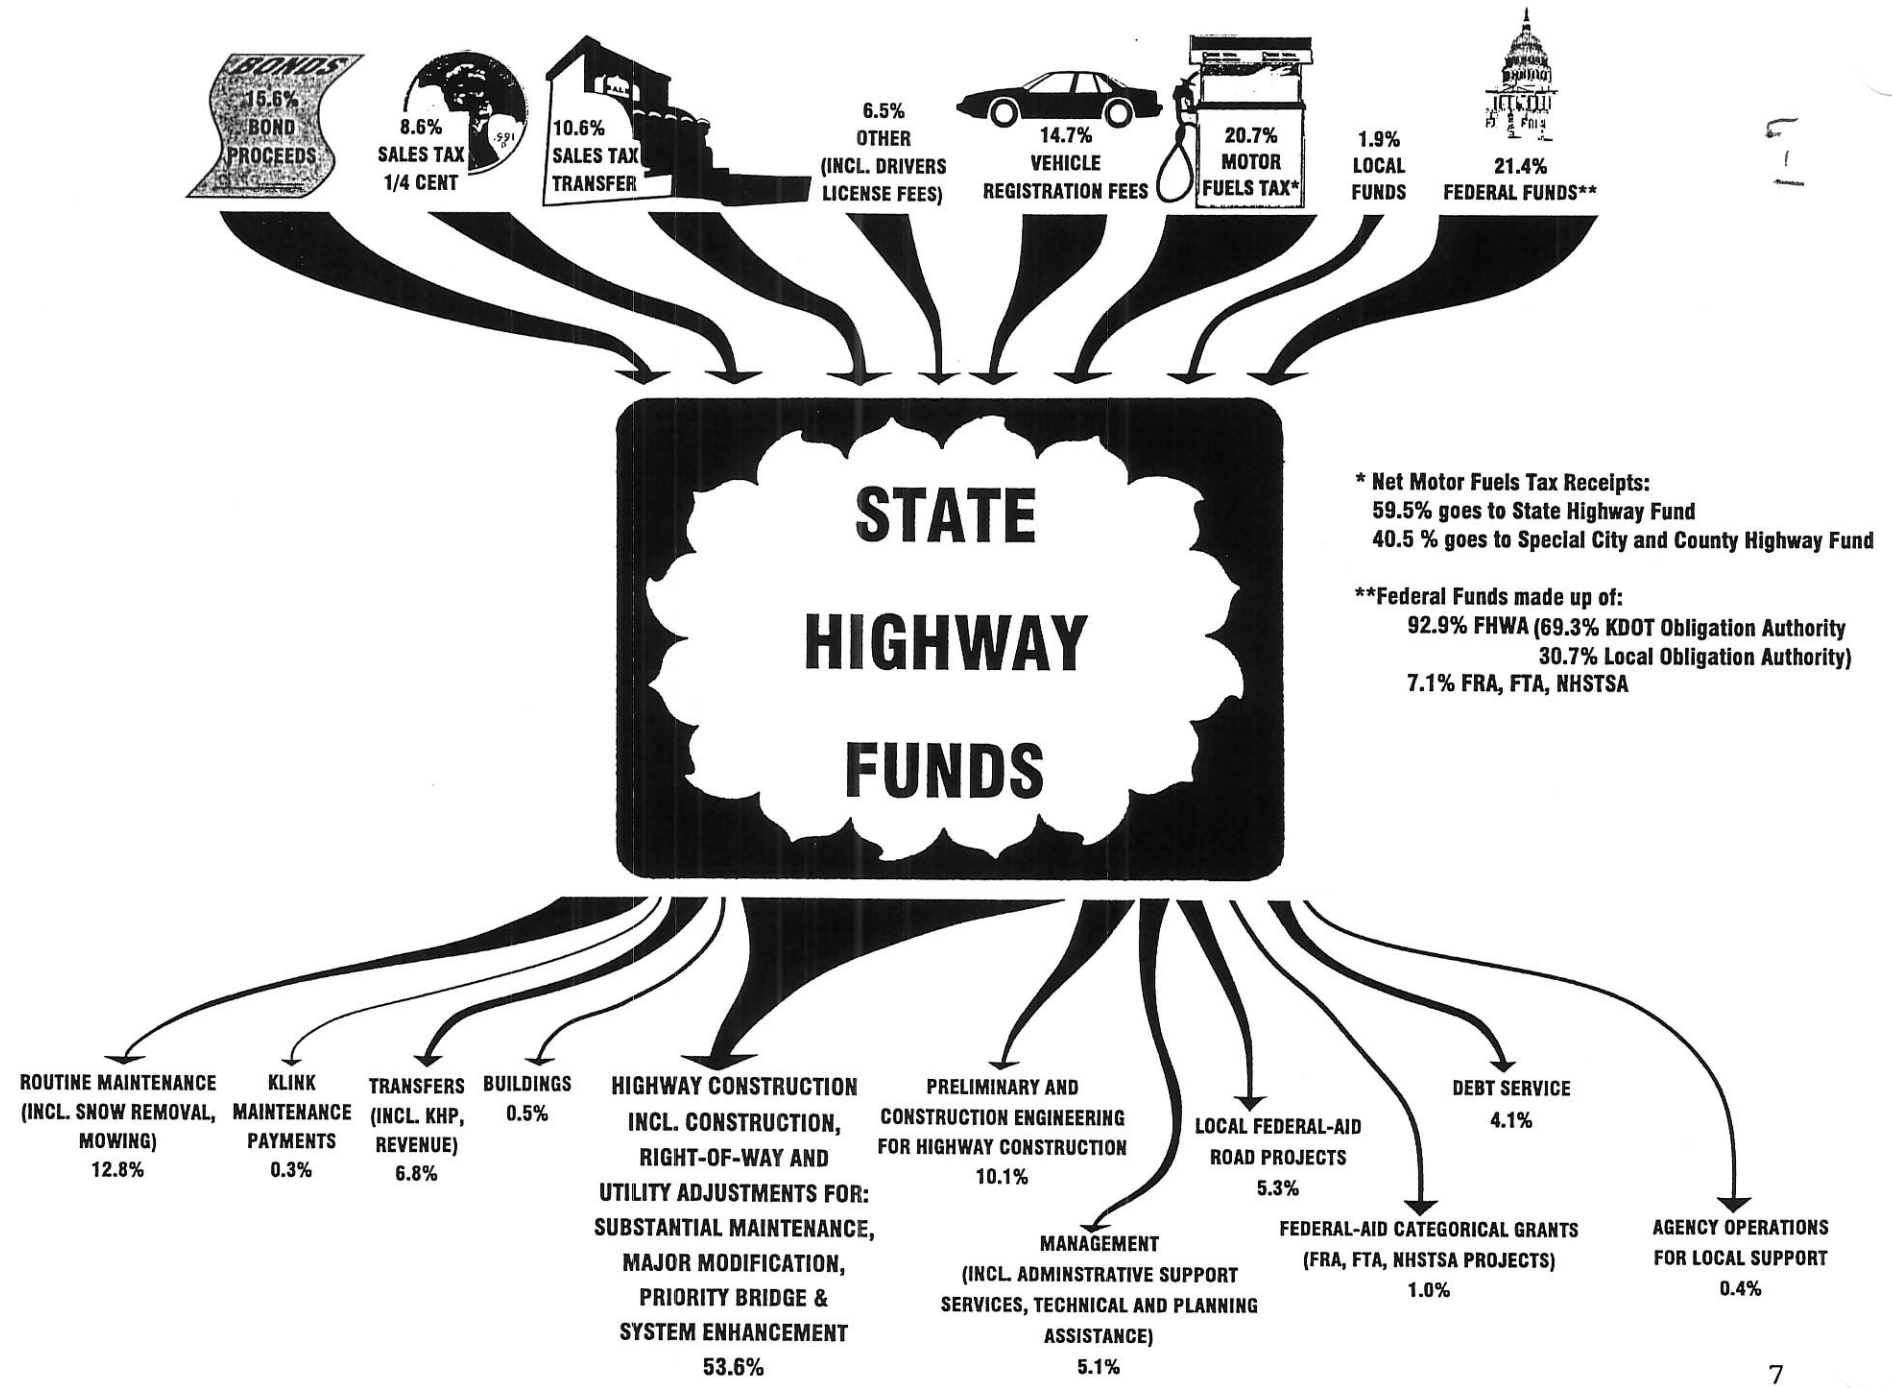 BONDS
15.6%
BOND
PROCEEDS
8.6%
SALES TAX
1/4 CENT
10.6%
SALES TAX
TRANSFER
6.5%
OTHER
(INCL. DRIVERS
LICENSE FEES)
14.7%
VEHICLE
REGISTRATION FEES
20.7%
MOTOR
FUELS TAX*
1.9%
LOCAL
FUNDS
21.4%
FEDERAL FUNDS**
STATE
HIGHWAY
FUNDS
* Net Motor Fuels Tax Receipts:
59.5% goes to State Highway Fund
40.5 % goes to Special City and County Highway Fund
**Federal Funds made up of:
92.9% FHWA (69.3% KDOT Obligation Authority
30.7% Local Obligation Authority)
7.1% FRA, FTA, NHSTSA
ROUTINE MAINTENANCE
(INCL. SNOW REMOVAL,
MOWING)
12.8%
KLINK
MAINTENANCE
PAYMENTS
0.3%
TRANSFERS
(INCL. KHP,
REVENUE)
6.8%
BUILDINGS
0.5%
HIGHWAY CONSTRUCTION
INCL. CONSTRUCTION,
RIGHT-OF-WAY AND
UTILITY ADJUSTMENTS FOR:
SUBSTANTIAL MAINTENANCE,
MAJOR MODIFICATION,
PRIORITY BRIDGE &
SYSTEM ENHANCEMENT
53.6%
PRELIMINARY AND
CONSTRUCTION ENGINEERING
FOR HIGHWAY CONSTRUCTION
10.1%
MANAGEMENT
(INCL. ADMINSTRATIVE SUPPORT
SERVICES, TECHNICAL AND PLANNING
ASSISTANCE)
5.1%
LOCAL FEDERAL-AID
ROAD PROJECTS
5.3%
FEDERAL-AID CATEGORICAL GRANTS
(FRA, FTA, NHSTSA PROJECTS)
1.0%
DEBT SERVICE
4.1%
AGENCY OPERATIONS
FOR LOCAL SUPPORT
0.4%
7